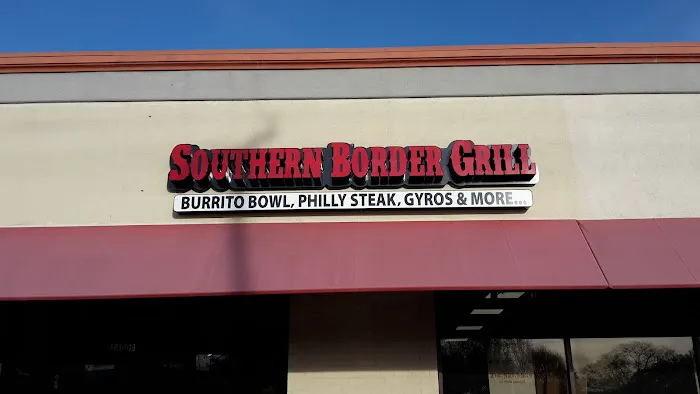 SOUTHERN BORDER GRILL
BURRITO BOWL, PHILLY STEAK, GYROS & MORE...